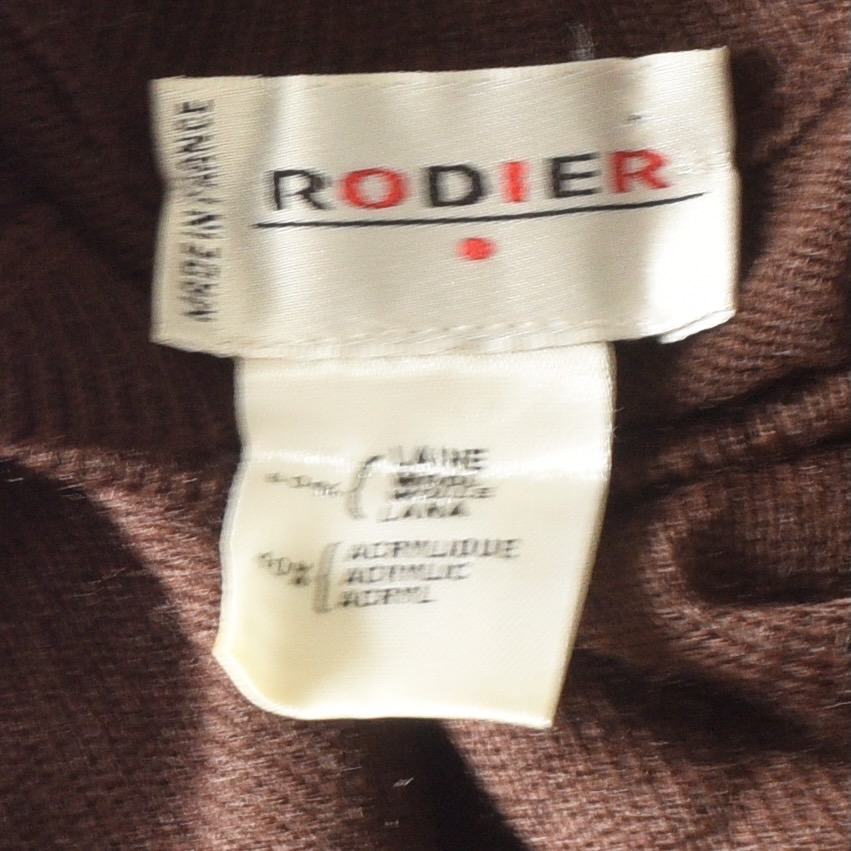 MADE IN FRANCE
RODIER
LAINE
LANA
ACRYLIQUE
ACRYLIC
ACRYL